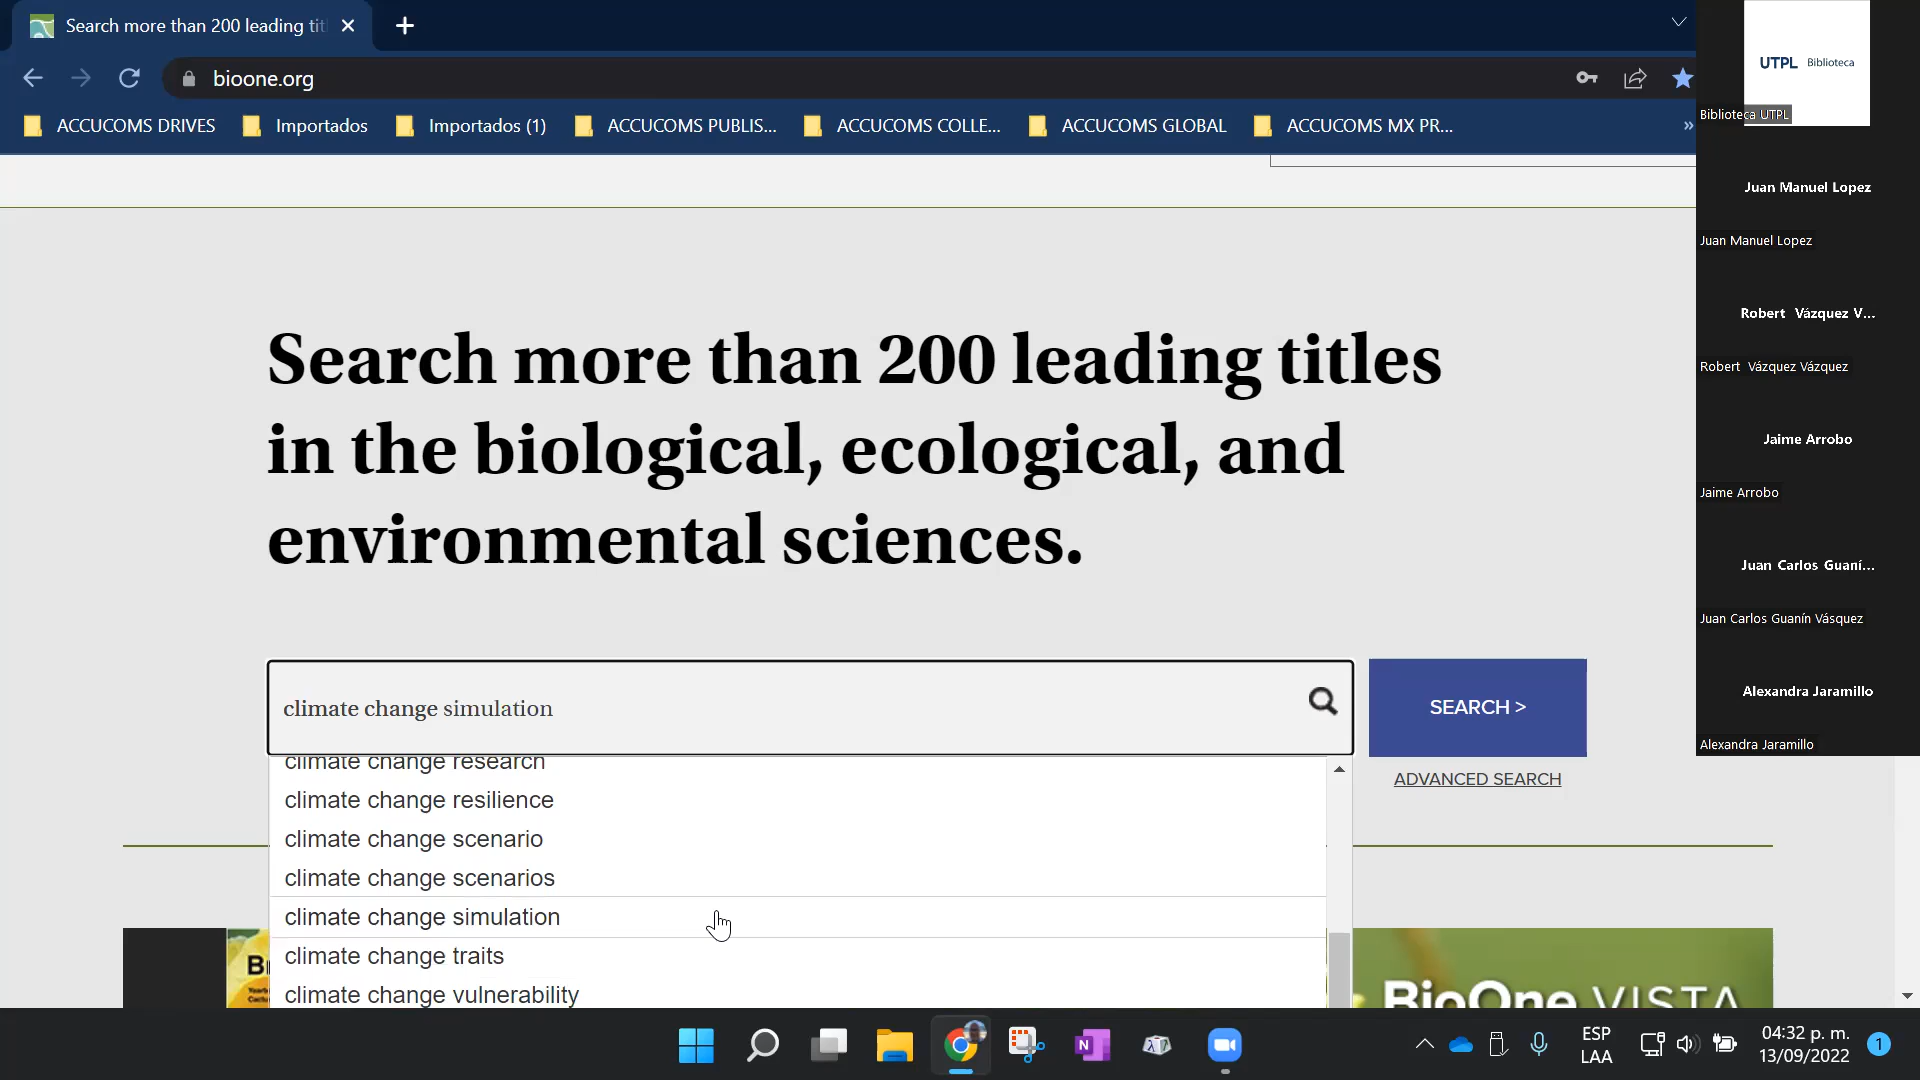 Search more than 200 leading tit
bioone.org
ACCUCOMS DRIVES
Importados
Importados (1)
ACCUCOMS PUBLIS...
ACCUCOMS COLLE...
ACCUCOMS GLOBAL
ACCUCOMS MX PR...
»
Search more than 200 leading titles
in the biological, ecological, and
environmental sciences.
climate change simulation
SEARCH >
ADVANCED SEARCH
climate change research
climate change resilience
climate change scenario
climate change scenarios
climate change simulation
climate change traits
climate change vulnerability
BioOne VISTA
UTPL Biblioteca
Biblioteca UTPL
Juan Manuel Lopez
Juan Manuel Lopez
Robert Vázquez V...
Robert Vázquez Vázquez
Jaime Arrobo
Jaime Arrobo
Juan Carlos Guaní...
Juan Carlos Guanín Vásquez
Alexandra Jaramillo
Alexandra Jaramillo
ESP
LAA
04:32 p. m.
13/09/2022
1